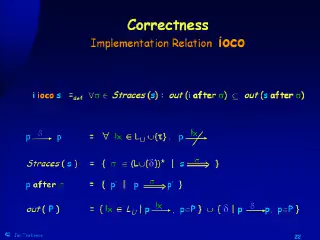 Correctness
Implementation Relation ioco
i ioco s =def ∀σ ∈ Straces (s) : out (i after σ) ⊆ out (s after σ)
p δ p = ∀ !x ∈ LU ∪ {τ} . p !x
Straces ( s ) = { σ ∈ (L∪{δ})* | s σ }
p after σ = { p' | p σ p' }
out ( P ) = { !x ∈ LU | p !x , p∈P } ∪ { δ | p δ p, p∈P }
©
22